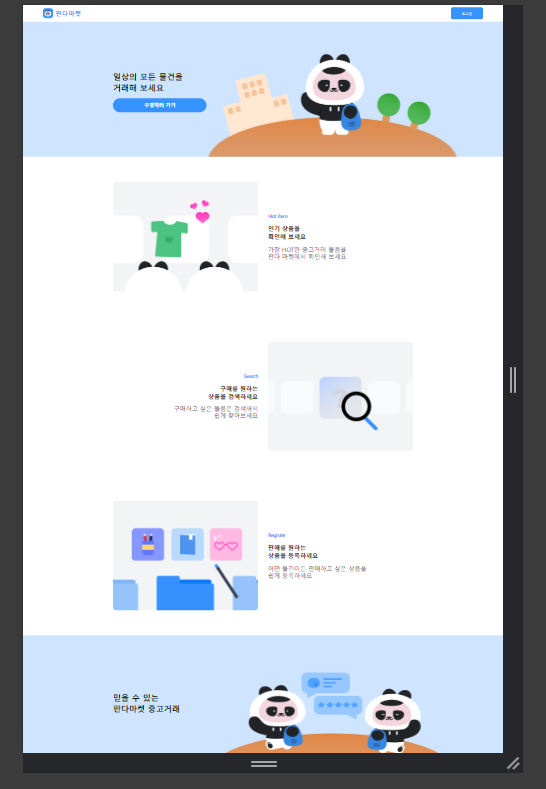 판다마켓
로그인
일상의 모든 물건을
거래해 보세요
구경하러 가기
Hot item
인기 상품을
확인해 보세요
가장 HOT한 중고거래 물품을
판다 마켓에서 확인해 보세요
Search
구매를 원하는
상품을 검색하세요
구매하고 싶은 물품은 검색해서
쉽게 찾아보세요
Register
판매를 원하는
상품을 등록하세요
어떤 물건이든 판매하고 싶은 상품을
쉽게 등록하세요
믿을 수 있는
판다마켓 중고거래